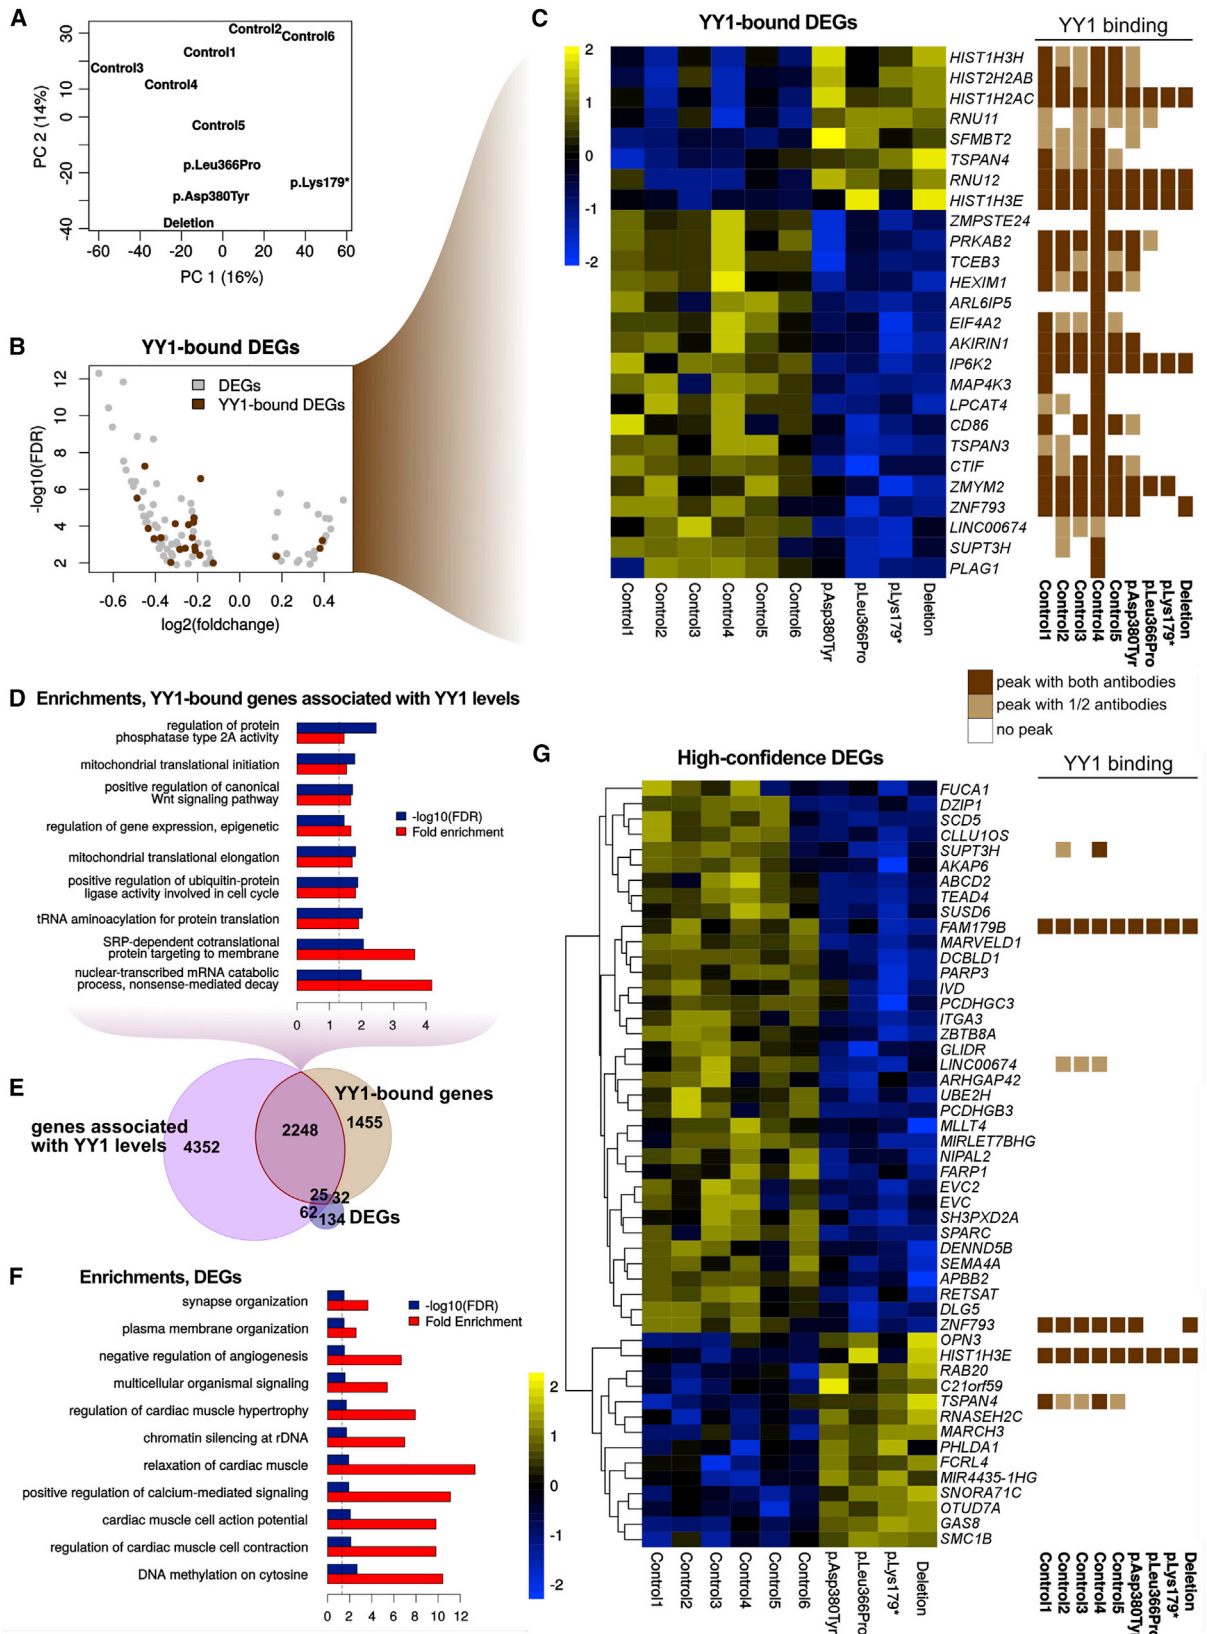 A
PC 2 (14%)
30
10
0
-20
-40
Control2
Control6
Control1
Control3
Control4
Control5
p.Leu366Pro
p.Lys179*
p.Asp380Tyr
Deletion
-60 -40 -20 0 20 40 60
PC 1 (16%)
B
YY1-bound DEGs
DEGs
YY1-bound DEGs
-log10(FDR)
12
10
8
6
4
2
-0.6 -0.4 -0.2 0.0 0.2 0.4
log2(foldchange)
C
YY1-bound DEGs
YY1 binding
2
1
0
-1
-2
HIST1H3H
HIST2H2AB
HIST1H2AC
RNU11
SFMBT2
TSPAN4
RNU12
HIST1H3E
ZMPSTE24
PRKAB2
TCEB3
HEXIM1
ARL6IP5
EIF4A2
AKIRIN1
IP6K2
MAP4K3
LPCAT4
CD86
TSPAN3
CTIF
ZMYM2
ZNF793
LINC00674
SUPT3H
PLAG1
Control1
Control2
Control3
Control4
Control5
Control6
p.Asp380Tyr
p.Leu366Pro
p.Lys179*
Deletion
Control1
Control2
Control3
Control4
Control5
p.Asp380Tyr
p.Leu366Pro
p.Lys179*
Deletion
peak with both antibodies
peak with 1/2 antibodies
no peak
D
Enrichments, YY1-bound genes associated with YY1 levels
regulation of protein
phosphatase type 2A activity
mitochondrial translational initiation
positive regulation of canonical
Wnt signaling pathway
regulation of gene expression, epigenetic
mitochondrial translational elongation
positive regulation of ubiquitin-protein
ligase activity involved in cell cycle
tRNA aminoacylation for protein translation
SRP-dependent cotranslational
protein targeting to membrane
nuclear-transcribed mRNA catabolic
process, nonsense-mediated decay
-log10(FDR)
Fold enrichment
0 1 2 3 4
E
YY1-bound genes
genes associated
with YY1 levels
4352
2248
1455
25
32
62
134
DEGs
F
Enrichments, DEGs
synapse organization
plasma membrane organization
negative regulation of angiogenesis
multicellular organismal signaling
regulation of cardiac muscle hypertrophy
chromatin silencing at rDNA
relaxation of cardiac muscle
positive regulation of calcium-mediated signaling
cardiac muscle cell action potential
regulation of cardiac muscle cell contraction
DNA methylation on cytosine
-log10(FDR)
Fold Enrichment
0 2 4 6 8 10 12
G
High-confidence DEGs
YY1 binding
2
1
0
-1
-2
FUCA1
DZIP1
SCD5
CLLU1OS
SUPT3H
AKAP6
ABCD2
TEAD4
SUSD6
FAM179B
MARVELD1
DCBLD1
PARP3
IVD
PCDHGC3
ITGA3
ZBTB8A
GLIDR
LINC00674
ARHGAP42
UBE2H
PCDHGB3
MLLT4
MIRLET7BHG
NIPAL2
FARP1
EVC2
EVC
SH3PXD2A
SPARC
DENND5B
SEMA4A
APBB2
RETSAT
DLG5
ZNF793
OPN3
HIST1H3E
RAB20
C21orf59
TSPAN4
RNASEH2C
MARCH3
PHLDA1
FCRL4
MIR4435-1HG
SNORA71C
OTUD7A
GAS8
SMC1B
Control1
Control2
Control3
Control4
Control5
Control6
p.Asp380Tyr
p.Leu366Pro
p.Lys179*
Deletion
Control1
Control2
Control3
Control4
Control5
p.Asp380Tyr
p.Leu366Pro
p.Lys179*
Deletion